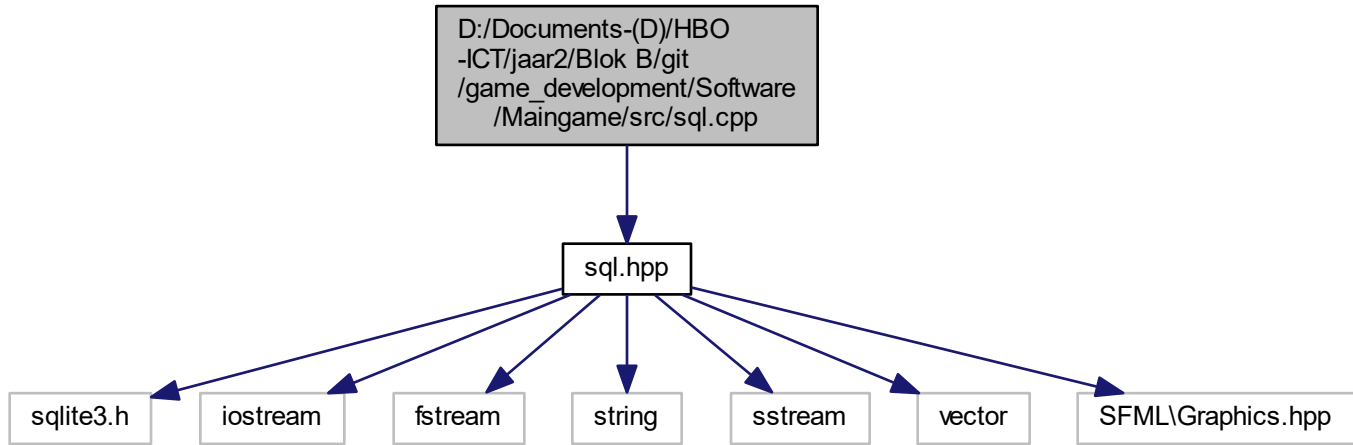 D:/Documents-(D)/HBO
-ICT/jaar2/Blok B/git
/game_development/Software
/Maingame/src/sql.cpp
sql.hpp
sqlite3.h
iostream
fstream
string
sstream
vector
SFML\Graphics.hpp